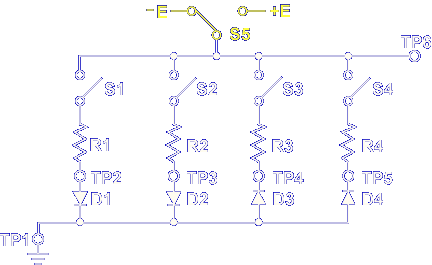 -E +E
S5
TP6
S1 S2 S3 S4
R1 R2 R3 R4
TP2 TP3 TP4 TP5
D1 D2 D3 D4
TP1